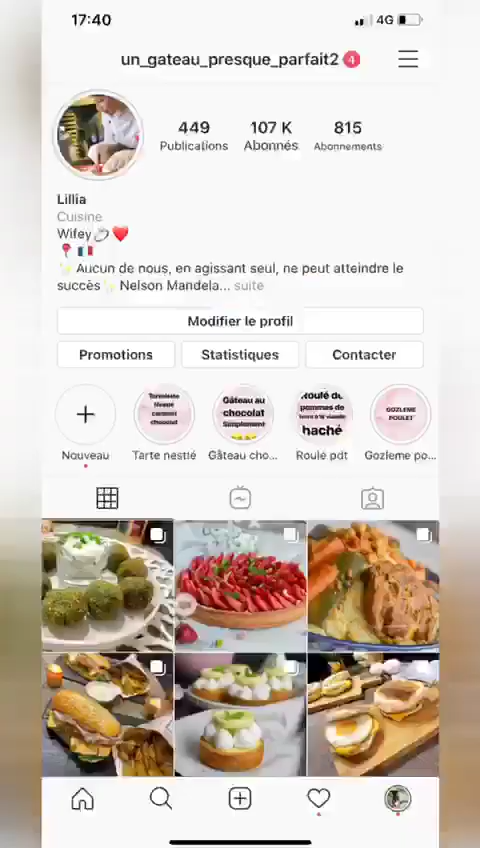 17:40
4G
un_gateau_presque_parfait2 4
449 107 K 815
Publications Abonnés Abonnements
Lillia
Cuisine
Wifey💍❤️
📍🇫🇷
✨Aucun de nous, en agissant seul, ne peut atteindre le
succès✨Nelson Mandela... suite
Modifier le profil
Promotions Statistiques Contacter
Gâteau au
chocolat
Simplement
Roulé de
pommes de
haché
GOZLEME
POULET
Nouveau Tarte nestlé Gâteau cho... Roulé pdt Gozleme po...